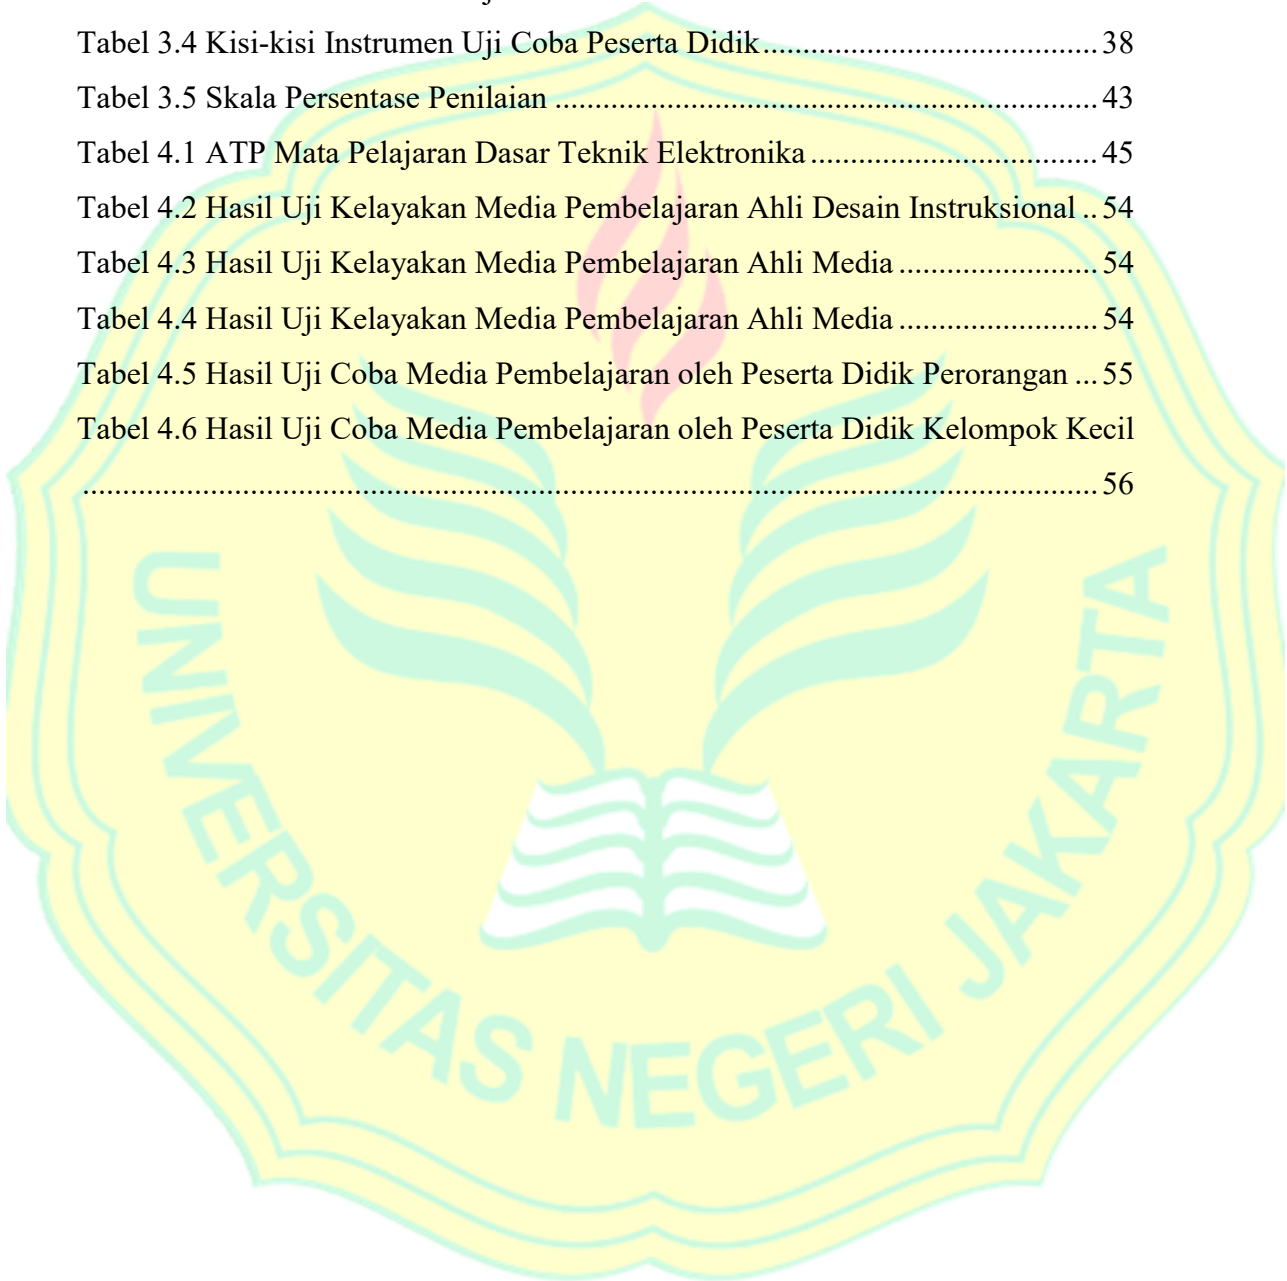 Tabel 3.4 Kisi-kisi Instrumen Uji Coba Peserta Didik.......................................... 38
Tabel 3.5 Skala Persentase Penilaian .................................................................... 43
Tabel 4.1 ATP Mata Pelajaran Dasar Teknik Elektronika .................................... 45
Tabel 4.2 Hasil Uji Kelayakan Media Pembelajaran Ahli Desain Instruksional .. 54
Tabel 4.3 Hasil Uji Kelayakan Media Pembelajaran Ahli Media ......................... 54
Tabel 4.4 Hasil Uji Kelayakan Media Pembelajaran Ahli Media ......................... 54
Tabel 4.5 Hasil Uji Coba Media Pembelajaran oleh Peserta Didik Perorangan ... 55
Tabel 4.6 Hasil Uji Coba Media Pembelajaran oleh Peserta Didik Kelompok Kecil
............................................................................................................................... 56
UNIVERSITAS NEGERI JAKARTA